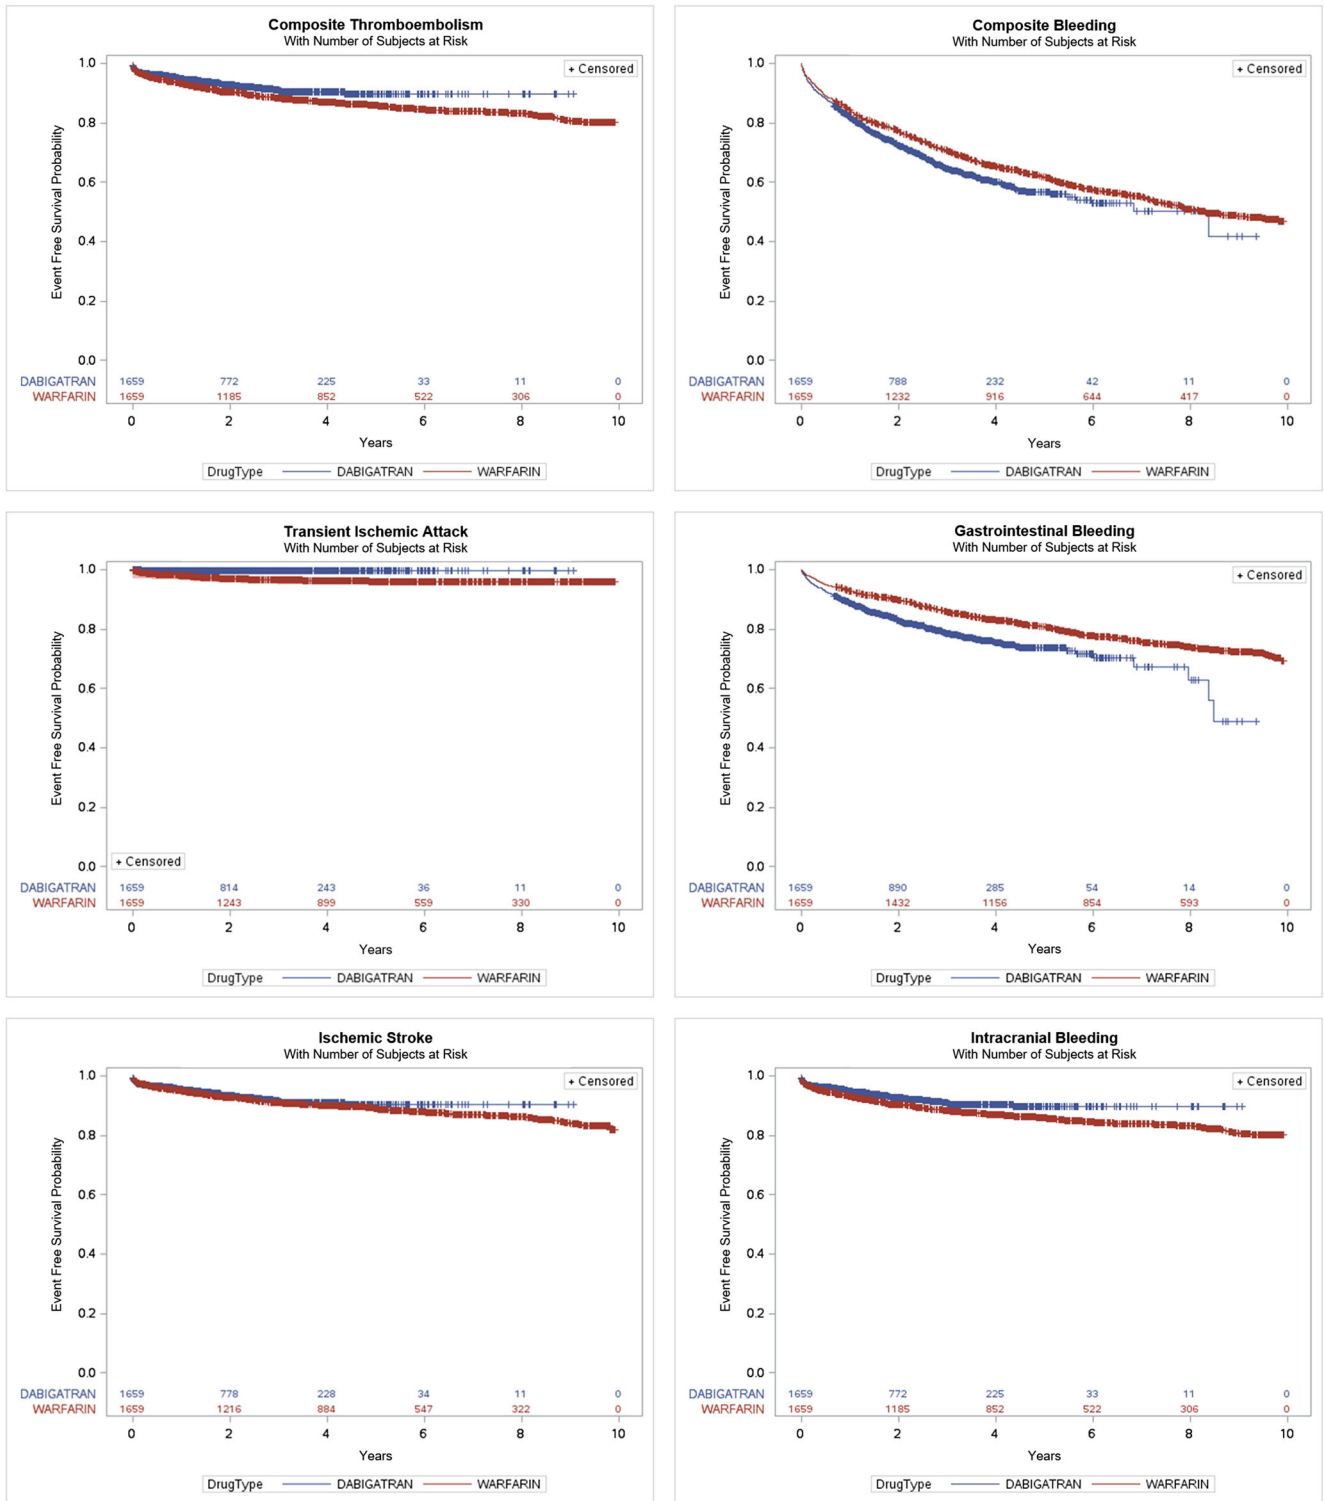 Composite Thromboembolism
With Number of Subjects at Risk
+ Censored
Event Free Survival Probability
1.0
0.8
0.6
0.4
0.2
0.0
DABIGATRAN 1659 772 225 33 11 0
WARFARIN 1659 1185 852 522 306 0
0 2 4 6 8 10
Years
DrugType DABIGATRAN WARFARIN
Composite Bleeding
With Number of Subjects at Risk
+ Censored
Event Free Survival Probability
1.0
0.8
0.6
0.4
0.2
0.0
DABIGATRAN 1659 788 232 42 11 0
WARFARIN 1659 1232 916 644 417 0
0 2 4 6 8 10
Years
DrugType DABIGATRAN WARFARIN
Transient Ischemic Attack
With Number of Subjects at Risk
Event Free Survival Probability
1.0
0.8
0.6
0.4
0.2
0.0
+ Censored
DABIGATRAN 1659 814 243 36 11 0
WARFARIN 1659 1243 899 559 330 0
0 2 4 6 8 10
Years
DrugType DABIGATRAN WARFARIN
Gastrointestinal Bleeding
With Number of Subjects at Risk
+ Censored
Event Free Survival Probability
1.0
0.8
0.6
0.4
0.2
0.0
DABIGATRAN 1659 890 285 54 14 0
WARFARIN 1659 1432 1156 854 593 0
0 2 4 6 8 10
Years
DrugType DABIGATRAN WARFARIN
Ischemic Stroke
With Number of Subjects at Risk
+ Censored
Event Free Survival Probability
1.0
0.8
0.6
0.4
0.2
0.0
DABIGATRAN 1659 778 228 34 11 0
WARFARIN 1659 1216 884 547 322 0
0 2 4 6 8 10
Years
DrugType DABIGATRAN WARFARIN
Intracranial Bleeding
With Number of Subjects at Risk
+ Censored
Event Free Survival Probability
1.0
0.8
0.6
0.4
0.2
0.0
DABIGATRAN 1659 772 225 33 11 0
WARFARIN 1659 1185 852 522 306 0
0 2 4 6 8 10
Years
DrugType DABIGATRAN WARFARIN